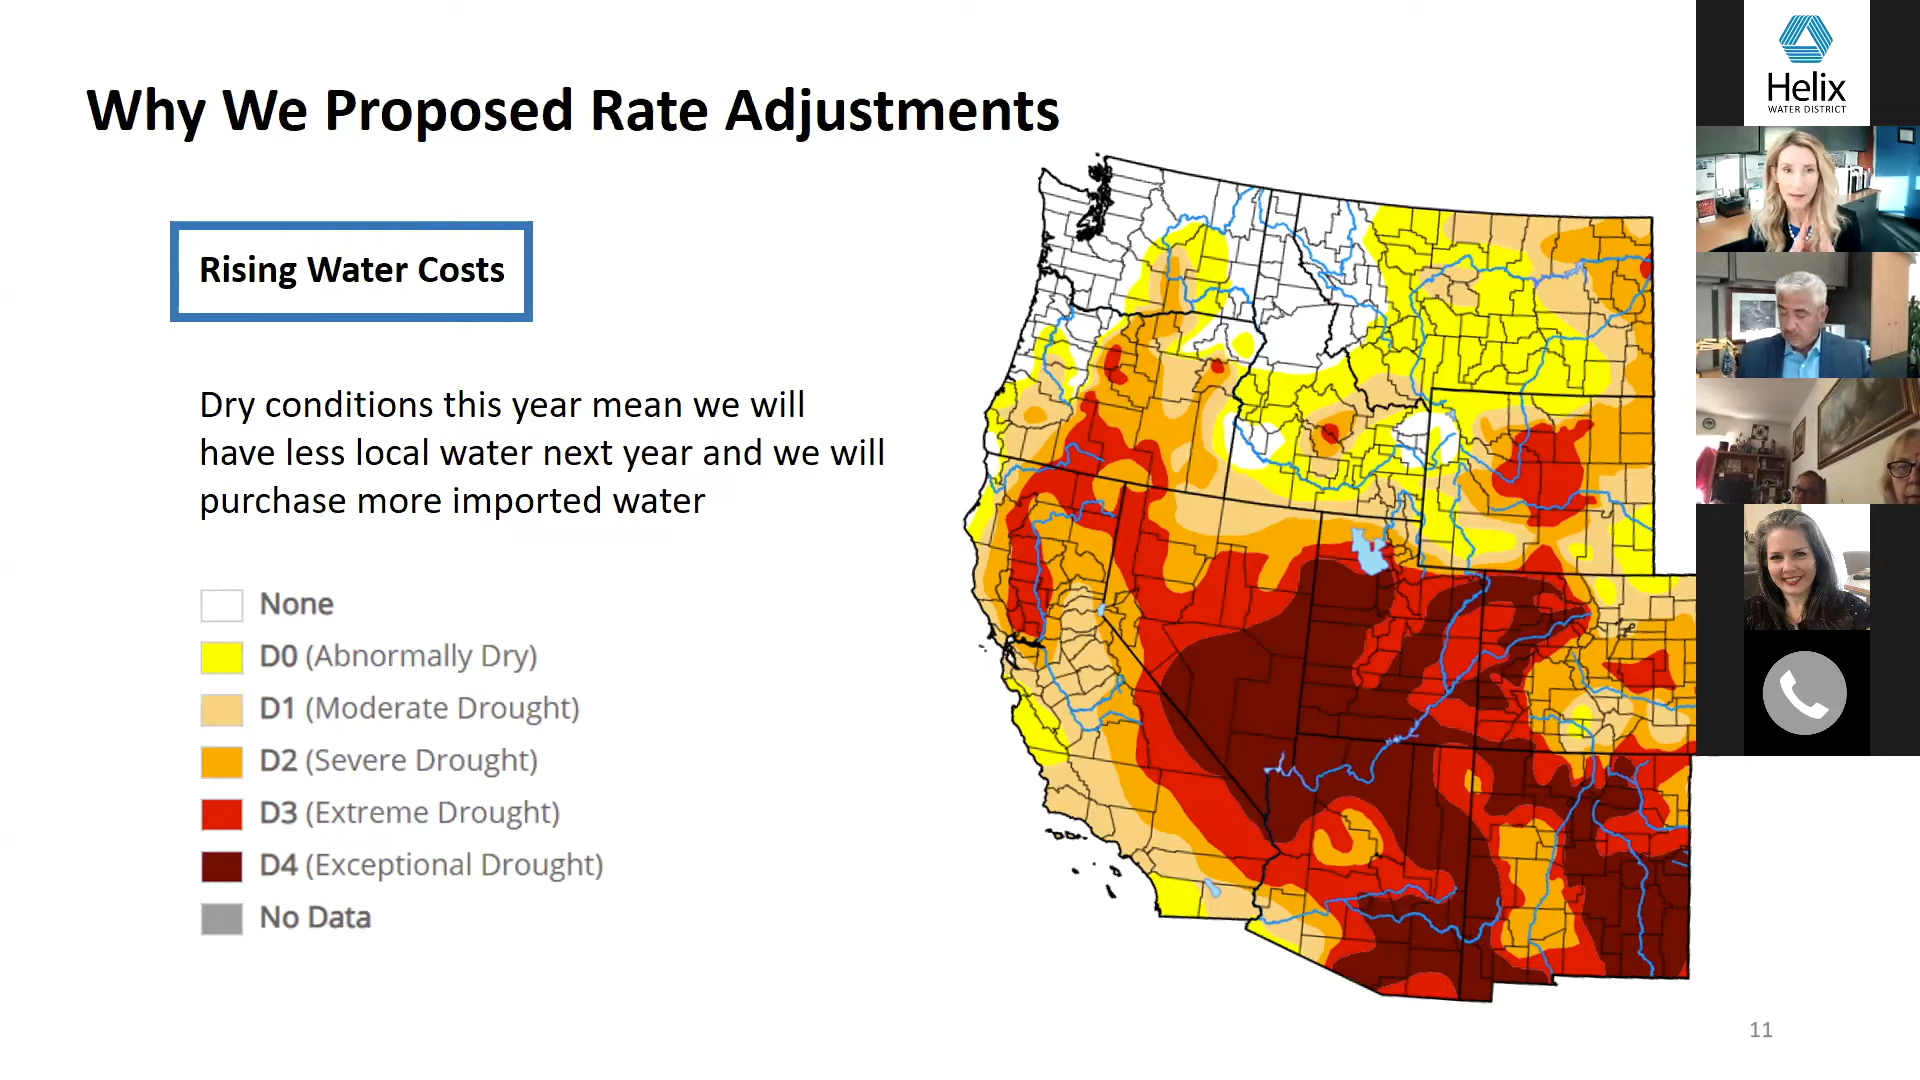 Why We Proposed Rate Adjustments
Rising Water Costs
Dry conditions this year mean we will
have less local water next year and we will
purchase more imported water
None
D0 (Abnormally Dry)
D1 (Moderate Drought)
D2 (Severe Drought)
D3 (Extreme Drought)
D4 (Exceptional Drought)
No Data
11
Helix
WATER DISTRICT